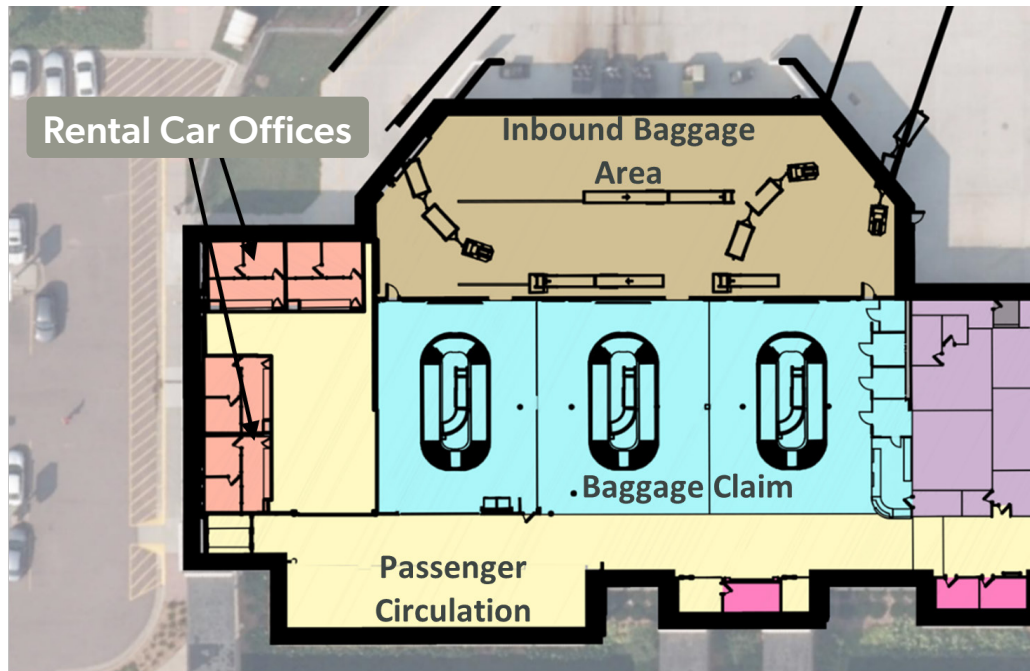 Rental Car Offices
Inbound Baggage
Area
Baggage Claim
Passenger
Circulation